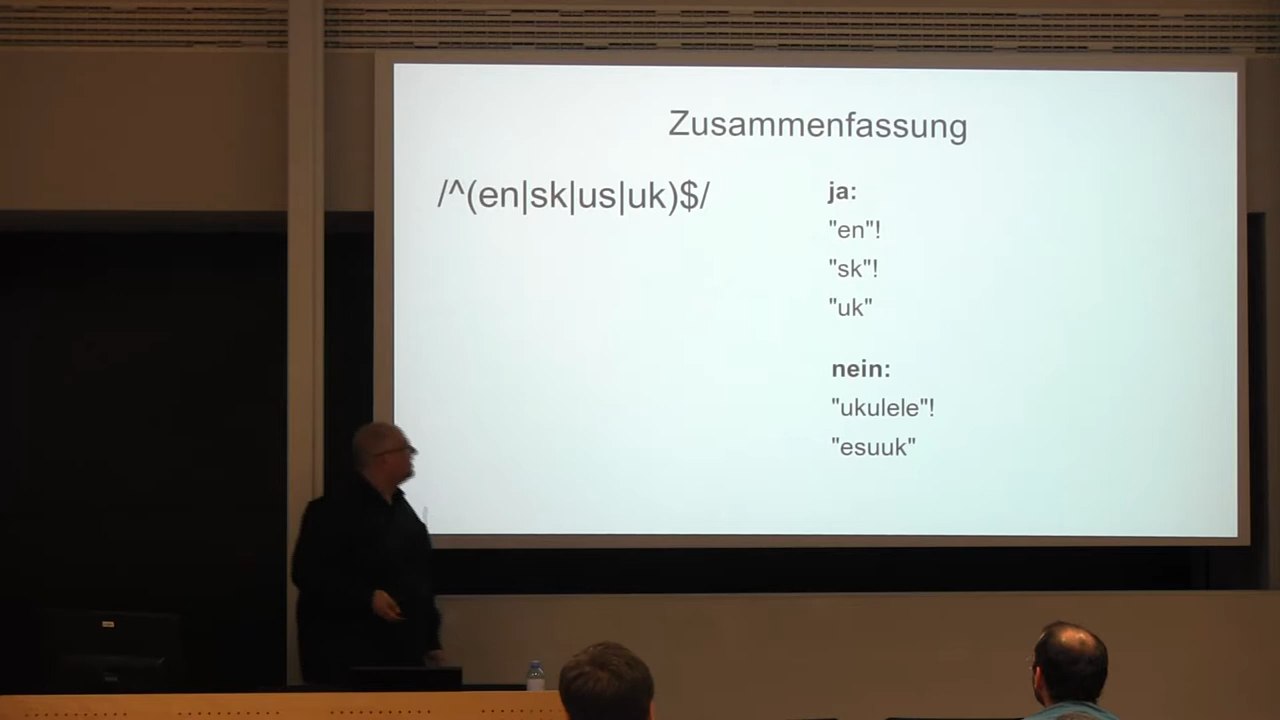 Zusammenfassung
/^(en|sk|us|uk)$/
ja:
"en"!
"sk"!
"uk"
nein:
"ukulele"!
"esuuk"